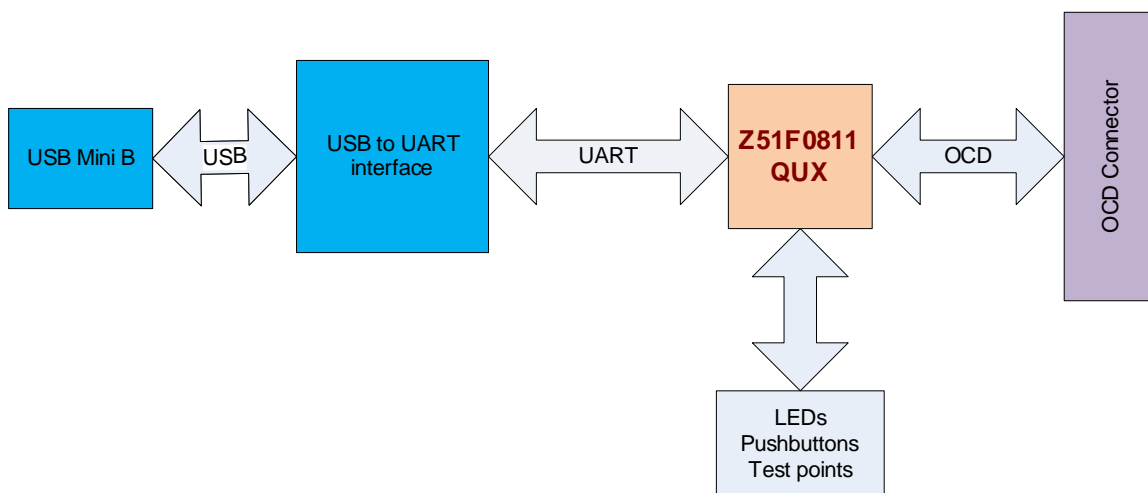 USB Mini B
USB
USB to UART
interface
UART
Z51F0811
QUX
OCD
OCD Connector
LEDs
Pushbuttons
Test points